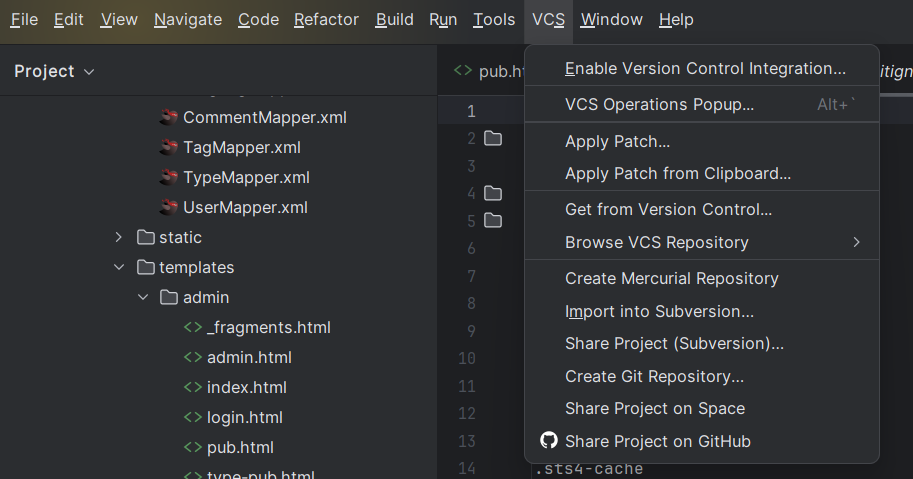 File Edit View Navigate Code Refactor Build Run Tools VCS Window Help
Project
pub.h
CommentMapper.xml
TagMapper.xml
TypeMapper.xml
UserMapper.xml
static
templates
admin
_fragments.html
admin.html
index.html
login.html
pub.html
type-pub.html
1
2
3
4
5
6
7
8
9
10
11
12
13
14
Enable Version Control Integration...
VCS Operations Popup... Alt+`
Apply Patch...
Apply Patch from Clipboard...
Get from Version Control...
Browse VCS Repository
Create Mercurial Repository
Import into Subversion...
Share Project (Subversion)...
Create Git Repository...
Share Project on Space
Share Project on GitHub
itign
.sts4-cache